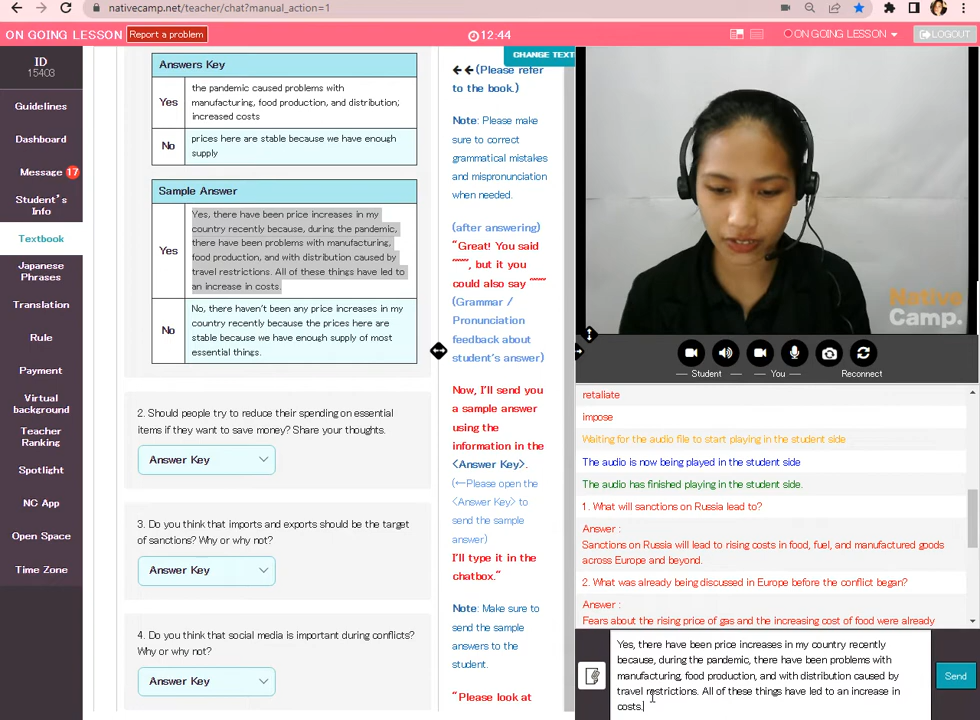 nativecamp.net/teacher/chat?manual_action=1
ON GOING LESSON
Report a problem
12:44
ON GOING LESSON
LOGOUT
ID
15403
Guidelines
Dashboard
Message 17
Student's
Info
Textbook
Japanese
Phrases
Translation
Rule
Payment
Virtual
background
Teacher
Ranking
Spotlight
NC App
Open Space
Time Zone
Answers Key
Yes
the pandemic caused problems with
manufacturing, food production, and distribution;
increased costs
No
prices here are stable because we have enough
supply
Sample Answer
Yes
Yes, there have been price increases in my
country recently because, during the pandemic,
there have been problems with manufacturing,
food production, and with distribution caused by
travel restrictions. All of these things have led to
an increase in costs.
No
No, there haven't been any price increases in my
country recently because the prices here are
stable because we have enough supply of most
essential things.
2. Should people try to reduce their spending on essential
items if they want to save money? Share your thoughts.
Answer Key
3. Do you think that imports and exports should be the target
of sanctions? Why or why not?
Answer Key
4. Do you think that social media is important during conflicts?
Why or why not?
Answer Key
CHANGE TEXT
←←(Please refer
to the book.)
Note: Please make
sure to correct
grammatical mistakes
and mispronunciation
when needed.
(after answering)
"Great! You said
~~~, but it you
could also say ~~~
(Grammar /
Pronunciation
feedback about
student's answer)
Now, I'll send you
a sample answer
using the
information in the
<Answer Key>.
(←Please open the
<Answer Key> to
send the sample
answer)
I'll type it in the
chatbox."
Note: Make sure to
send the sample
answers to the
student.
"Please look at
Native
Camp.
Student
You
Reconnect
retaliate
impose
Waiting for the audio file to start playing in the student side
The audio is now being played in the student side
The audio has finished playing in the student side.
1. What will sanctions on Russia lead to?
Answer :
Sanctions on Russia will lead to rising costs in food, fuel, and manufactured goods
across Europe and beyond.
2. What was already being discussed in Europe before the conflict began?
Answer :
Fears about the rising price of gas and the increasing cost of food were already
Yes, there have been price increases in my country recently
because, during the pandemic, there have been problems with
manufacturing, food production, and with distribution caused by
travel restrictions. All of these things have led to an increase in
costs.
Send